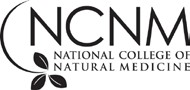 NCNM
NATIONAL COLLEGE OF
NATURAL MEDICINE